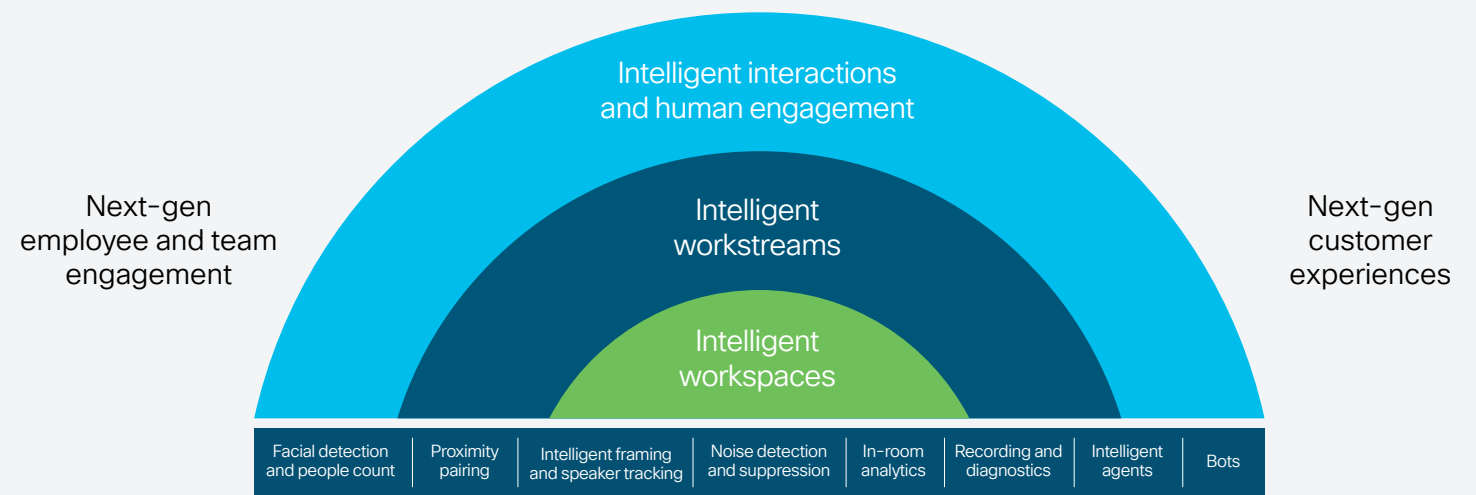 Intelligent interactions
and human engagement
Next-gen
employee and team
engagement
Intelligent
workstreams
Next-gen
customer
experiences
Intelligent
workspaces
Facial detection
and people count
Proximity
pairing
Intelligent framing
and speaker tracking
Noise detection
and suppression
In-room
analytics
Recording and
diagnostics
Intelligent
agents
Bots